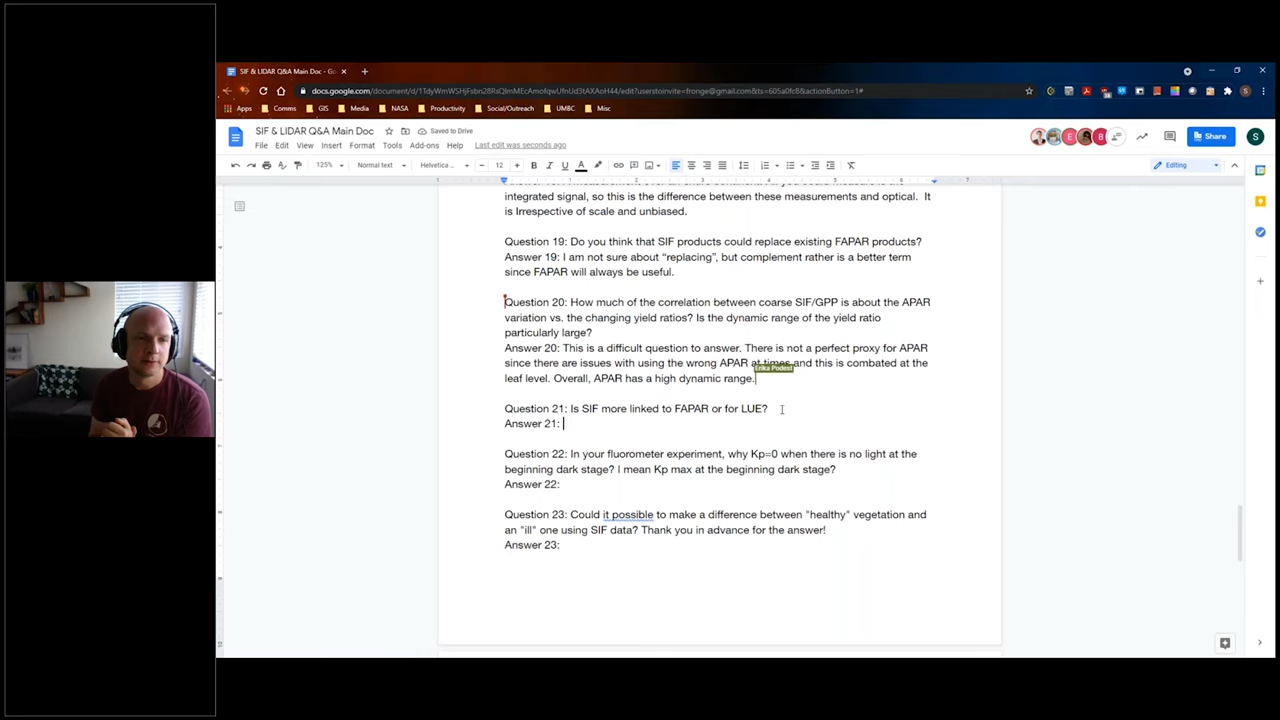 SIF & LIDAR Q&A Main Doc - Go
docs.google.com/document/d/
Apps Comms GIS Media NASA Productivity Social/Outreach UMBC Misc
SIF & LIDAR Q&A Main Doc Saved to Drive
Share
S
File Edit View Insert Format Tools Add-ons Help Last edit was seconds ago
125% Normal text Helvetica ... 12 Editing
integrated signal, so this is the difference between these measurements and optical. It
is Irrespective of scale and unbiased.
Question 19: Do you think that SIF products could replace existing FAPAR products?
Answer 19: I am not sure about “replacing”, but complement rather is a better term
since FAPAR will always be useful.
Question 20: How much of the correlation between coarse SIF/GPP is about the APAR
variation vs. the changing yield ratios? Is the dynamic range of the yield ratio
particularly large?
Answer 20: This is a difficult question to answer. There is not a perfect proxy for APAR
since there are issues with using the wrong APAR at times and this is combated at the
Erika Podest
leaf level. Overall, APAR has a high dynamic range.
Question 21: Is SIF more linked to FAPAR or for LUE?
Answer 21:
Question 22: In your fluorometer experiment, why Kp=0 when there is no light at the
beginning dark stage? I mean Kp max at the beginning dark stage?
Answer 22:
Question 23: Could it possible to make a difference between "healthy" vegetation and
an "ill" one using SIF data? Thank you in advance for the answer!
Answer 23: